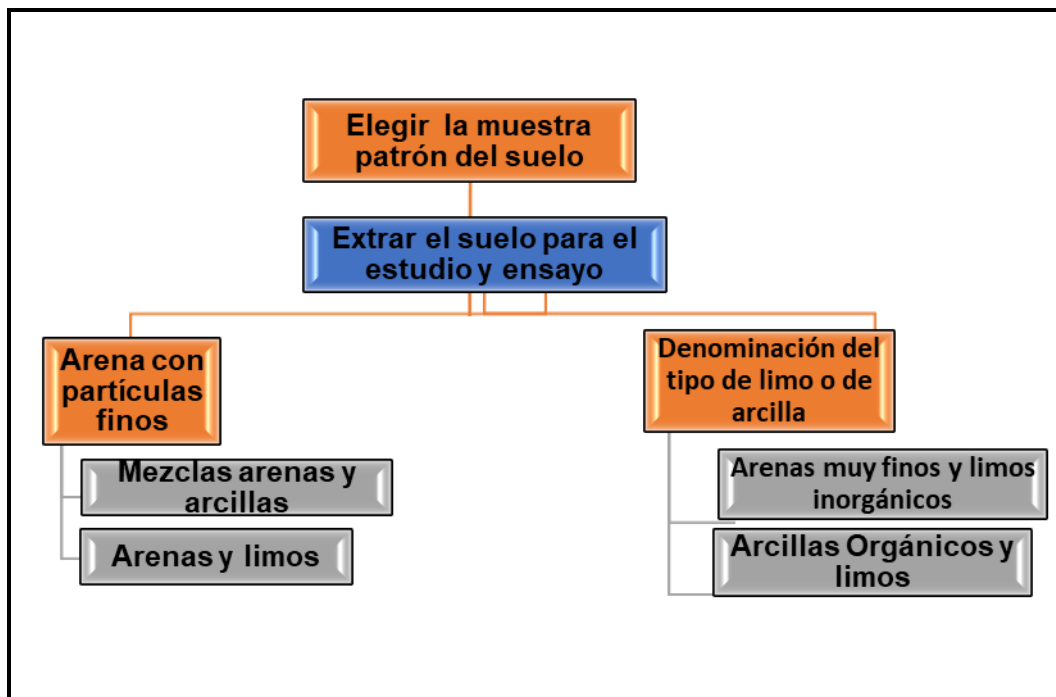 Elegir la muestra
patrón del suelo
Extrar el suelo para el
estudio y ensayo
Arena con
partículas
finos
Mezclas arenas y
arcillas
Arenas y limos
Denominación del
tipo de limo o de
arcilla
Arenas muy finos y limos
inorgánicos
Arcillas Orgánicos y
limos